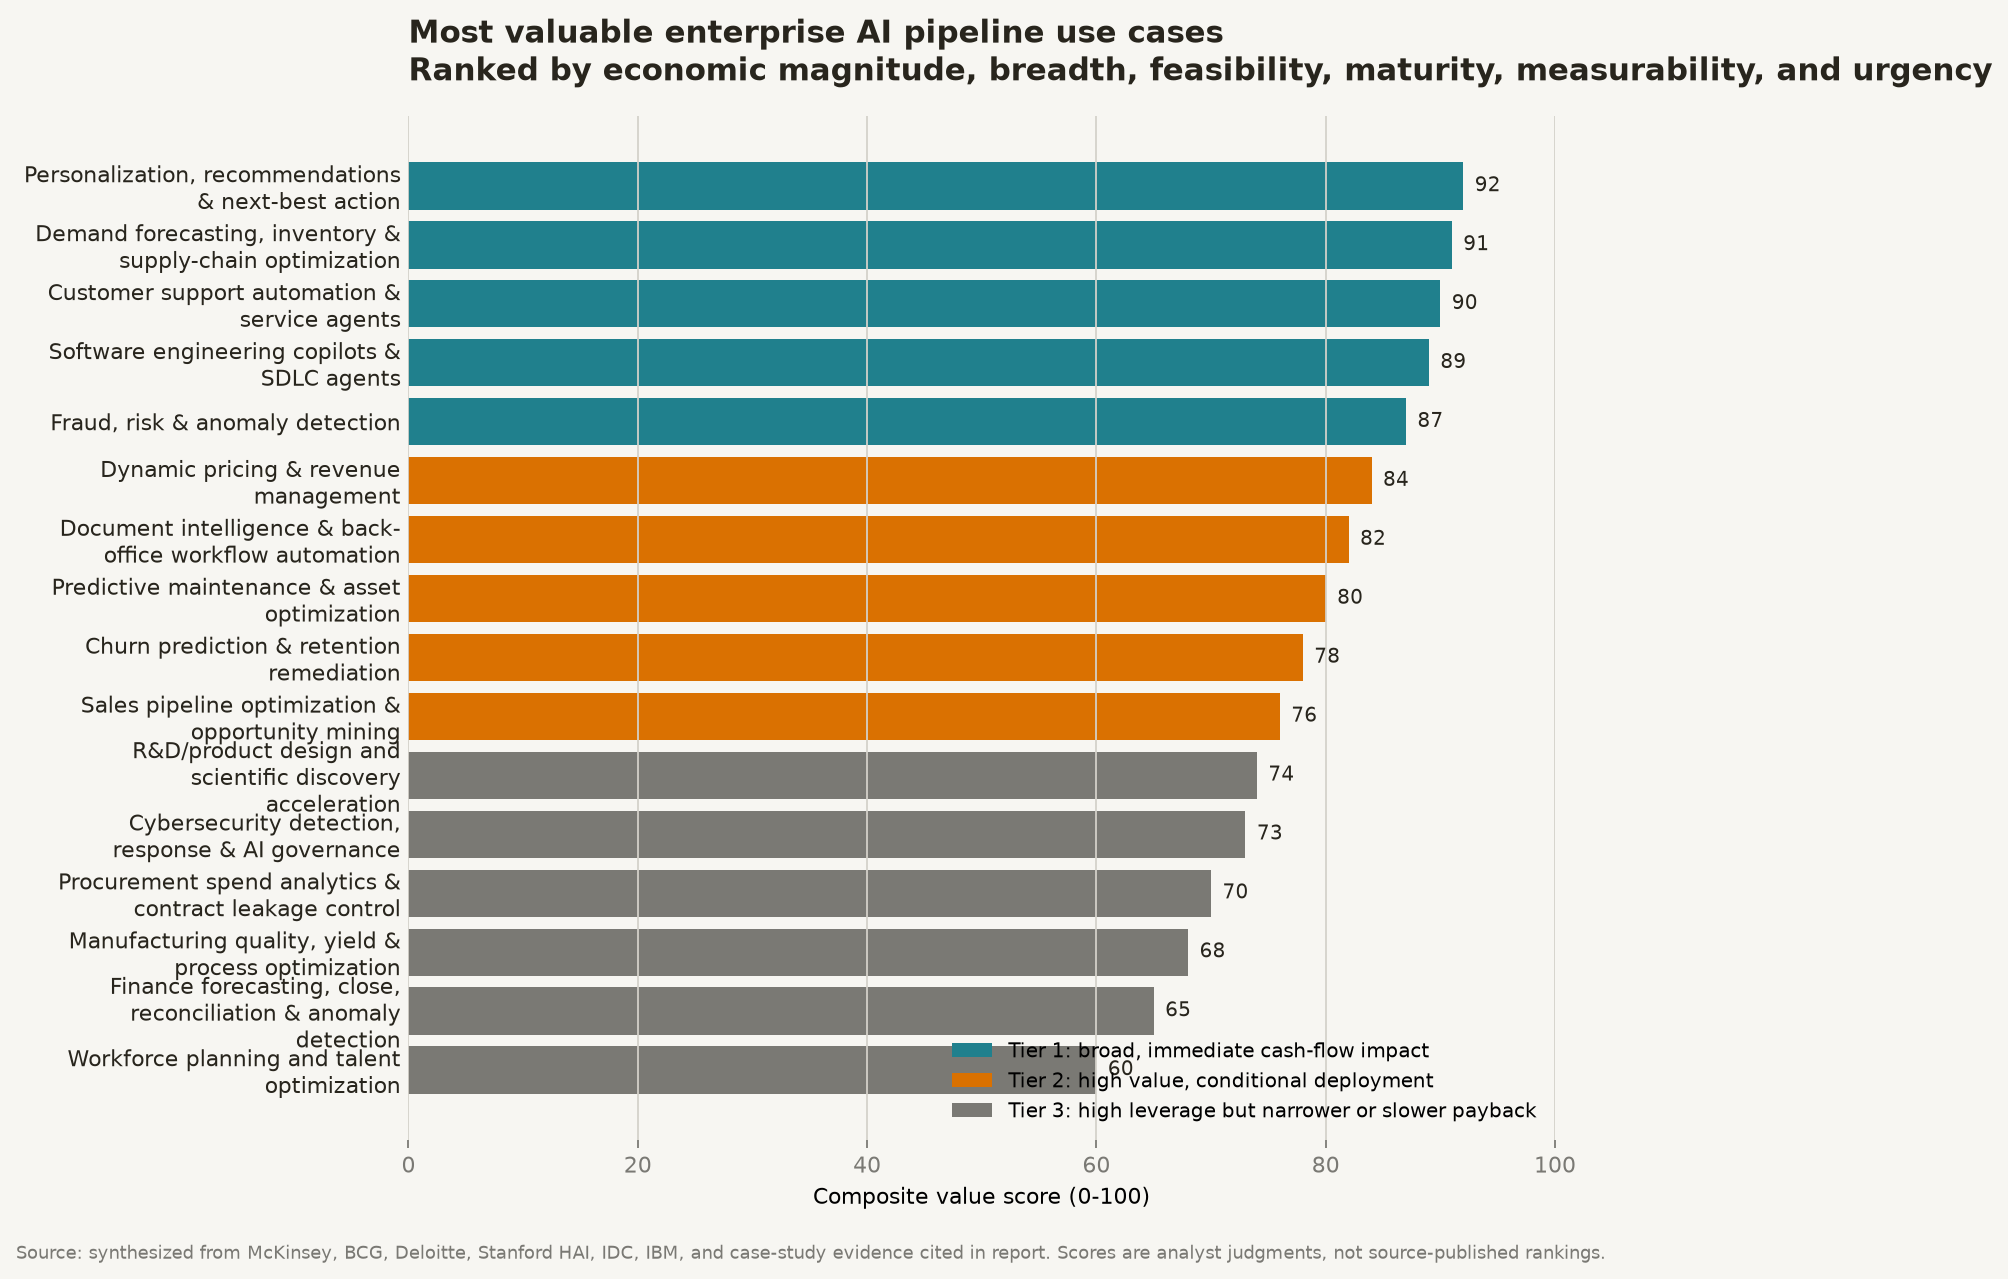 Most valuable enterprise AI pipeline use cases
Ranked by economic magnitude, breadth, feasibility, maturity, measurability, and urgency
Personalization, recommendations
& next-best action
92
Demand forecasting, inventory &
supply-chain optimization
91
Customer support automation &
service agents
90
Software engineering copilots &
SDLC agents
89
Fraud, risk & anomaly detection
87
Dynamic pricing & revenue
management
84
Document intelligence & back-
office workflow automation
82
Predictive maintenance & asset
optimization
80
Churn prediction & retention
remediation
78
Sales pipeline optimization &
opportunity mining
76
R&D/product design and
scientific discovery
acceleration
74
Cybersecurity detection,
response & AI governance
73
Procurement spend analytics &
contract leakage control
70
Manufacturing quality, yield &
process optimization
68
Finance forecasting, close,
reconciliation & anomaly
detection
65
Workforce planning and talent
optimization
60
Tier 1: broad, immediate cash-flow impact
Tier 2: high value, conditional deployment
Tier 3: high leverage but narrower or slower payback
0 20 40 60 80 100
Composite value score (0-100)
Source: synthesized from McKinsey, BCG, Deloitte, Stanford HAI, IDC, IBM, and case-study evidence cited in report. Scores are analyst judgments, not source-published rankings.